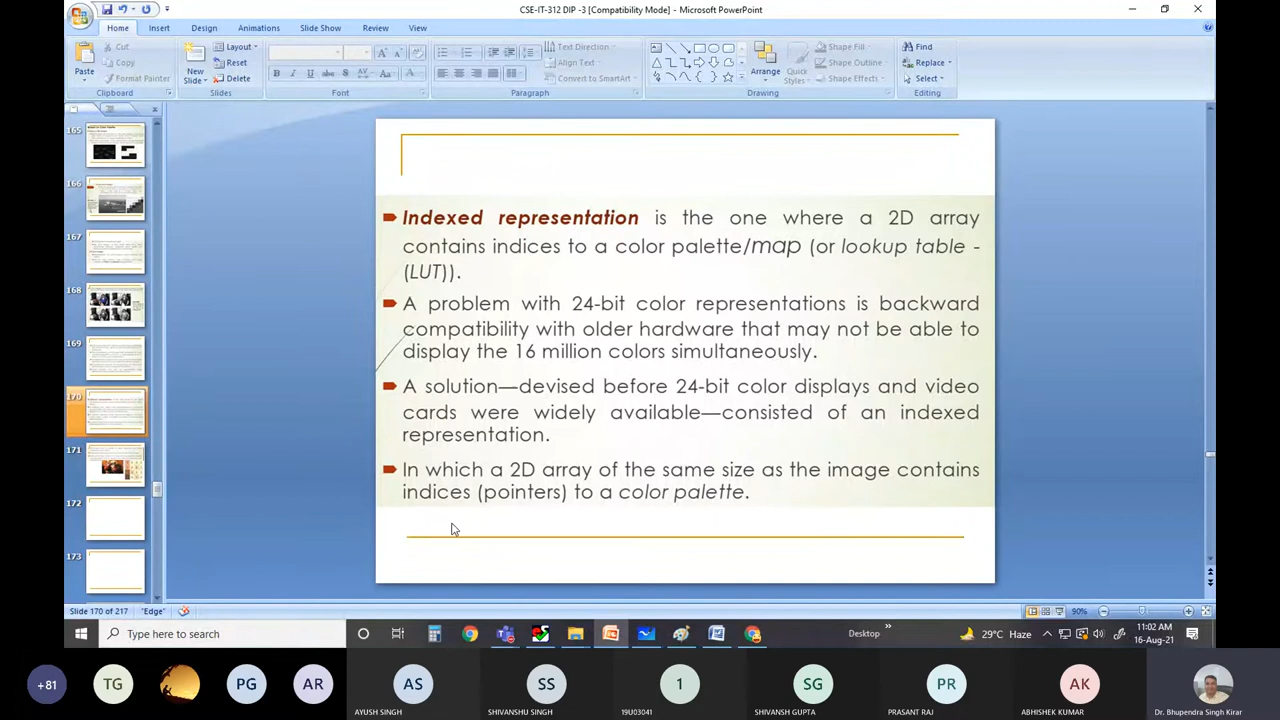 CSE-IT-312 DIP -3 [Compatibility Mode] - Microsoft PowerPoint
Home Insert Design Animations Slide Show Review View
Cut
Copy
Format Painter
Paste
Clipboard
New
Slide
Layout
Reset
Delete
Slides
B I U abc S AV Aa A
Font
Text Direction
Align Text
Convert to SmartArt
Paragraph
Arrange
Quick
Styles
Shape Fill
Shape Outline
Shape Effects
Drawing
Find
Replace
Select
Editing
165
166
167
168
169
170
171
172
173
Indexed representation is the one where a 2D array
contains indices to a color palette/map (or lookup table -
(LUT)).
A problem with 24-bit color representations is backward
compatibility with older hardware that may not be able to
display the 16 million colors simultaneously.
A solution—devised before 24-bit color displays and video
cards were widely available—consisted of an indexed
representation.
In which a 2D array of the same size as the image contains
indices (pointers) to a color palette.
Slide 170 of 217 "Edge" 90%
Type here to search
Desktop
29°C Haze
11:02 AM
16-Aug-21
+81 TG PG AR AS SS 1 SG PR AK
AYUSH SINGH SHIVANSHU SINGH 19U03041 SHIVANSH GUPTA PRASANT RAJ ABHISHEK KUMAR Dr. Bhupendra Singh Kirar